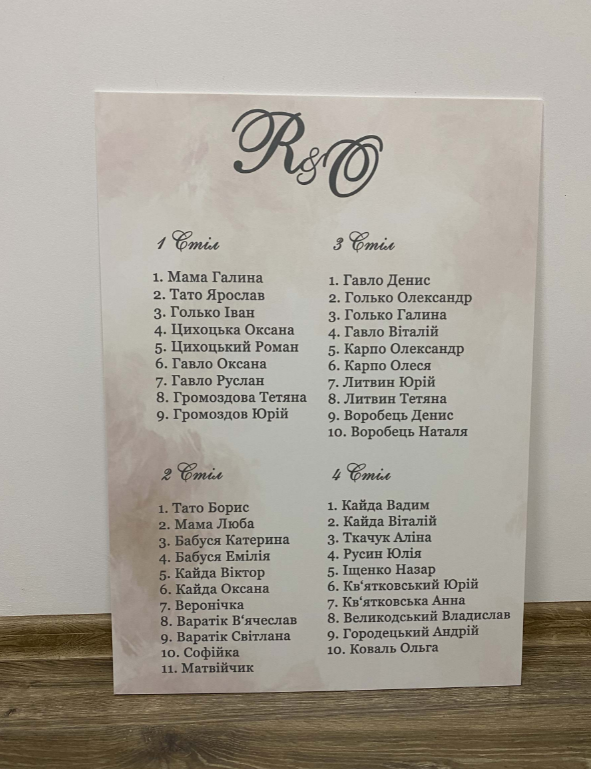 R&O
1 Стіл
1. Мама Галина
2. Тато Ярослав
3. Голько Іван
4. Цихоцька Оксана
5. Цихоцький Роман
6. Гавло Оксана
7. Гавло Руслан
8. Громоздова Тетяна
9. Громоздов Юрій
2 Стіл
1. Тато Борис
2. Мама Люба
3. Бабуся Катерина
4. Бабуся Емілія
5. Кайда Віктор
6. Кайда Оксана
7. Веронічка
8. Варатік В'ячеслав
9. Варатік Світлана
10. Софійка
11. Матвійчик
3 Стіл
1. Гавло Денис
2. Голько Олександр
3. Голько Галина
4. Гавло Віталій
5. Карпо Олександр
6. Карпо Олеся
7. Литвин Юрій
8. Литвин Тетяна
9. Воробець Денис
10. Воробець Наталя
4 Стіл
1. Кайда Вадим
2. Кайда Віталій
3. Ткачук Аліна
4. Русин Юлія
5. Іщенко Назар
6. Кв'ятковський Юрій
7. Кв'ятковська Анна
8. Великодський Владислав
9. Городецький Андрій
10. Коваль Ольга